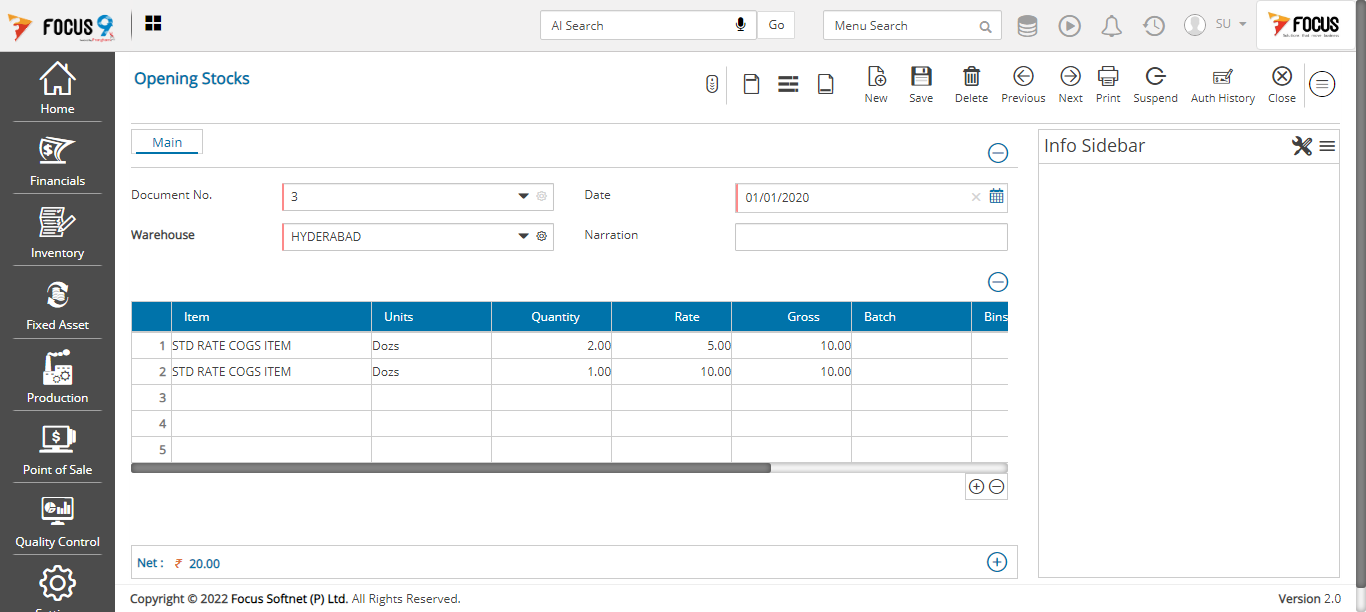 FOCUS 9
AI Search
Go
Menu Search
SU
FOCUS
Opening Stocks
New
Save
Delete
Previous
Next
Print
Suspend
Auth History
Close
Home
Financials
Inventory
Fixed Asset
Production
Point of Sale
Quality Control
Main
Info Sidebar
Document No. 3
Date 01/01/2020
Warehouse HYDERABAD
Narration
Item Units Quantity Rate Gross Batch Bins
1 STD RATE COGS ITEM Dozs 2.00 5.00 10.00
2 STD RATE COGS ITEM Dozs 1.00 10.00 10.00
3
4
5
Net : ₹ 20.00
Copyright © 2022 Focus Softnet (P) Ltd. All Rights Reserved.
Version 2.0